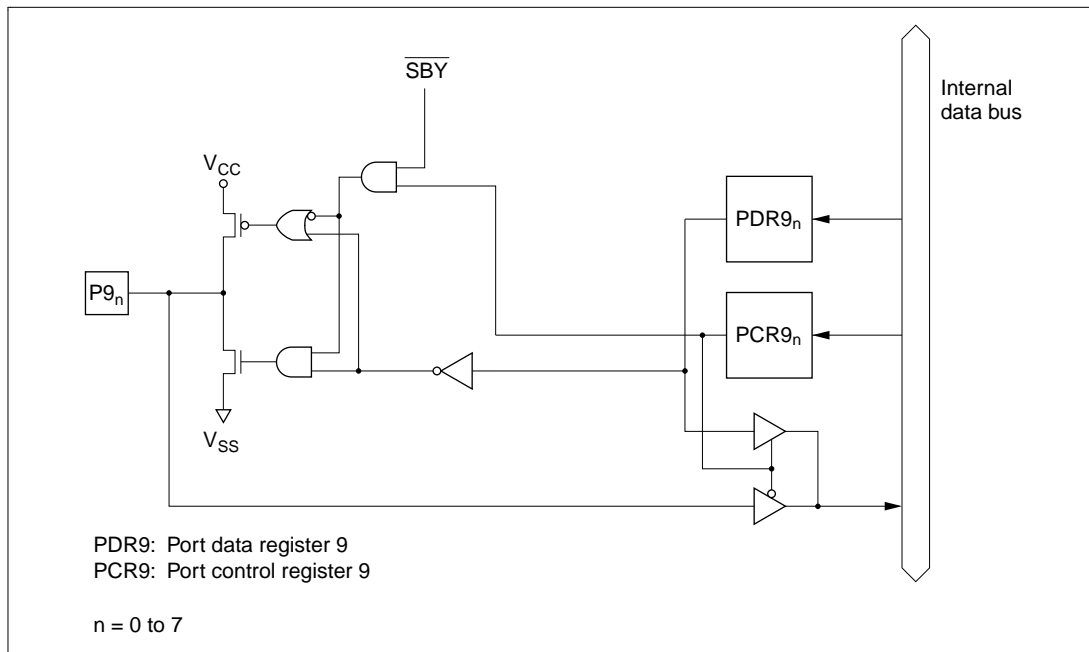 S̅B̅Y̅
Internal
data bus
VCC
PDR9n
P9n
PCR9n
VSS
PDR9: Port data register 9
PCR9: Port control register 9
n = 0 to 7